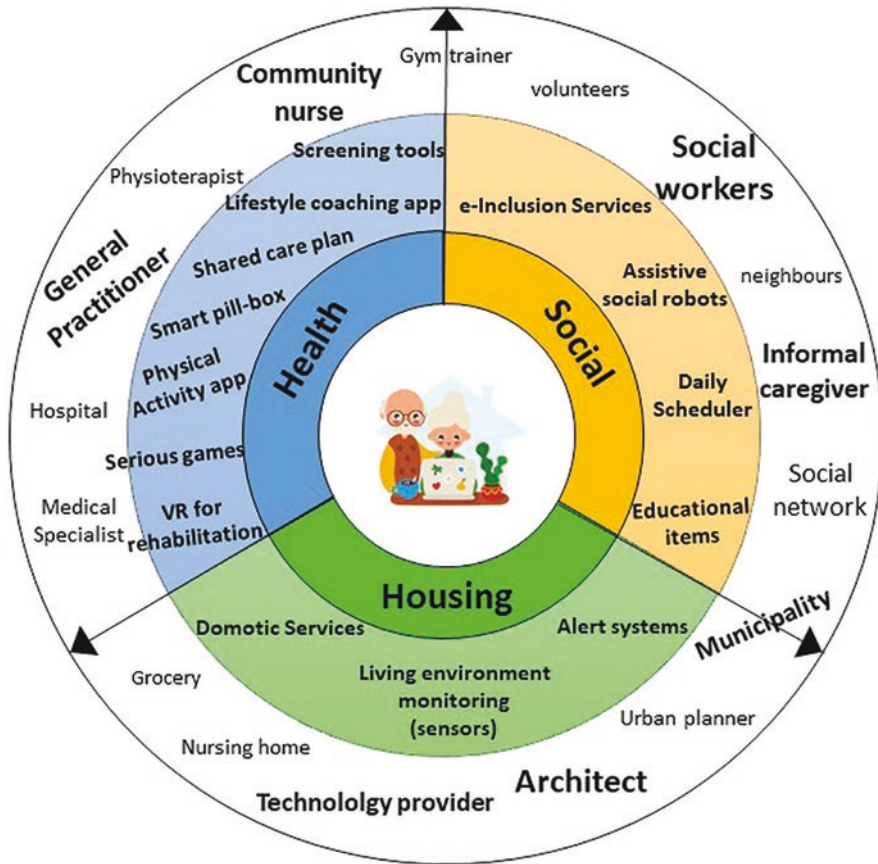 Gym trainer
Community
nurse
volunteers
Screening tools
Social
workers
Physioterapist
Lifestyle coaching app
e-Inclusion Services
General
Practitioner
Shared care plan
Assistive
social robots
neighbours
Smart pill-box
Health
Social
Physical
Activity app
Informal
caregiver
Daily
Scheduler
Hospital
Serious games
Social
network
Medical
Specialist
VR for
rehabilitation
Educational
items
Housing
Municipality
Domotic Services
Alert systems
Living environment
monitoring
(sensors)
Grocery
Urban planner
Nursing home
Architect
Technololgy provider